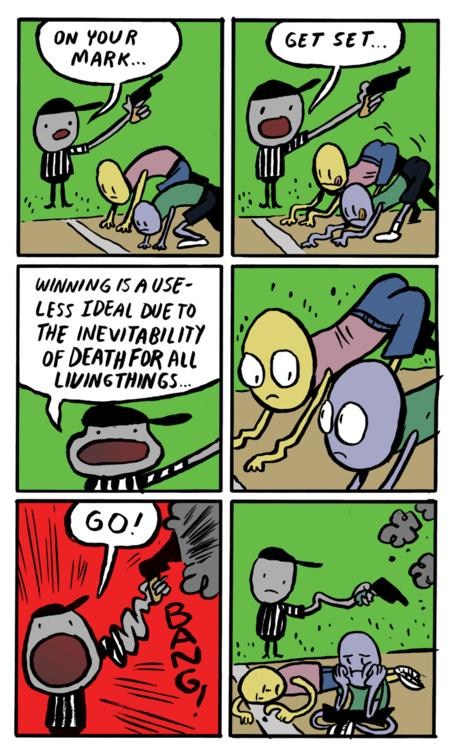 ON YOUR
MARK...
GET SET...
WINNING IS A USE-
LESS IDEAL DUE TO
THE INEVITABILITY
OF DEATH FOR ALL
LIVING THINGS...
GO!
BANG!